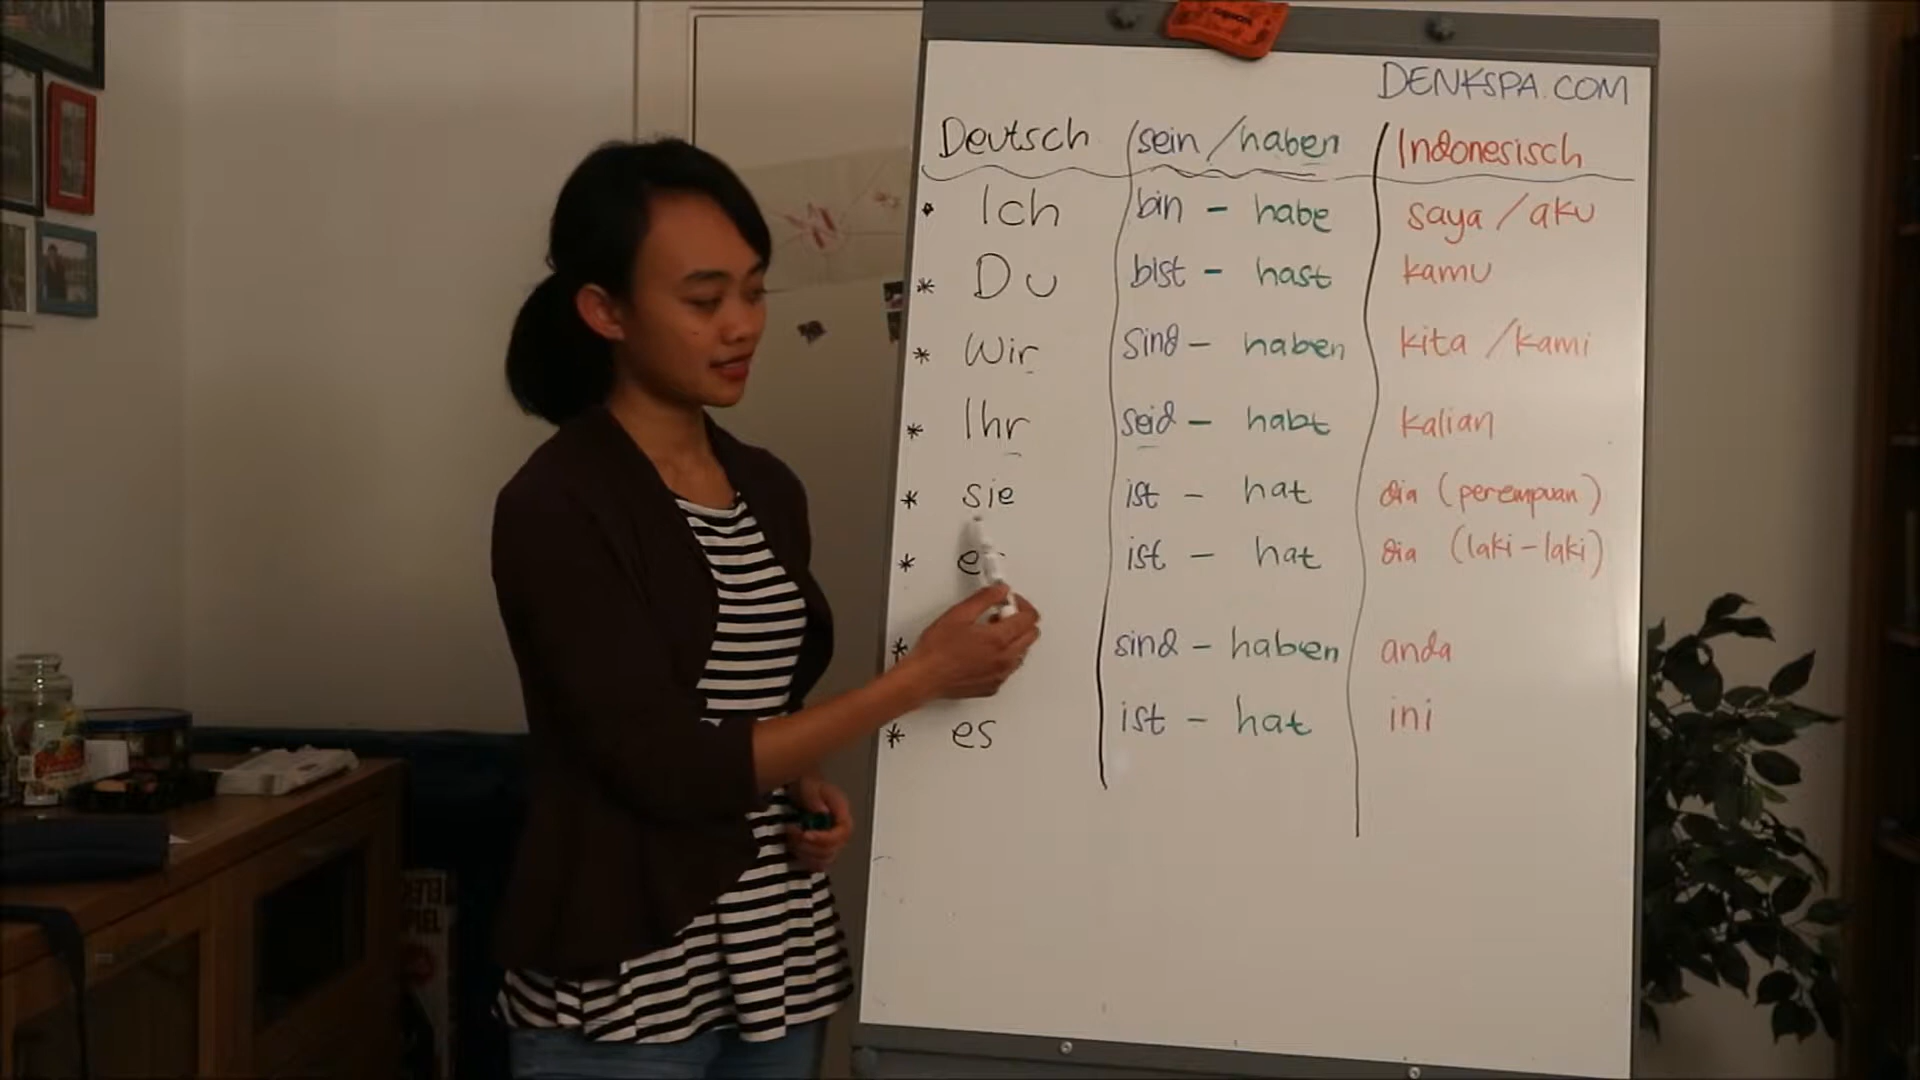 DENKSPA.COM
Deutsch / sein / haben / Indonesisch
* Ich bin - habe saya / aku
* Du bist - hast kamu
* Wir sind - haben kita / kami
* Ihr seid - habt kalian
* sie ist - hat dia (perempuan)
* ist - hat dia (laki-laki)
* sind - haben anda
* es ist - hat ini